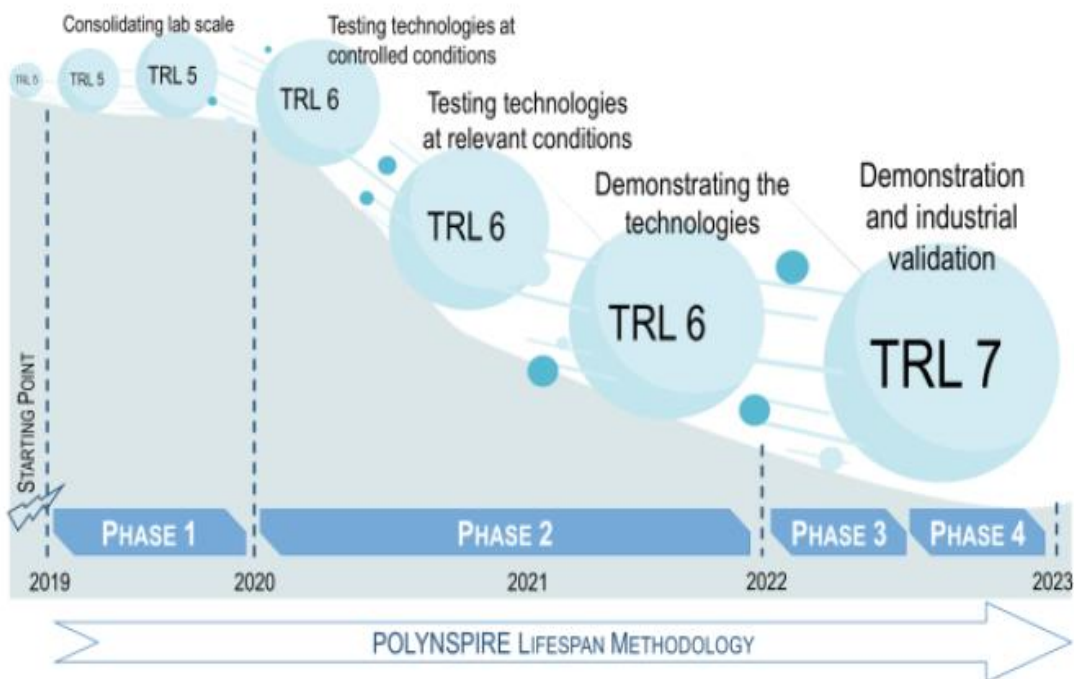 Consolidating lab scale
Testing technologies at
controlled conditions
TRL 5
TRL 5
TRL 5
TRL 6
Testing technologies
at relevant conditions
TRL 6
Demonstrating the
technologies
TRL 6
Demonstration
and industrial
validation
TRL 7
STARTING POINT
PHASE 1
PHASE 2
PHASE 3
PHASE 4
2019
2020
2021
2022
2023
POLYNSPIRE LIFESPAN METHODOLOGY